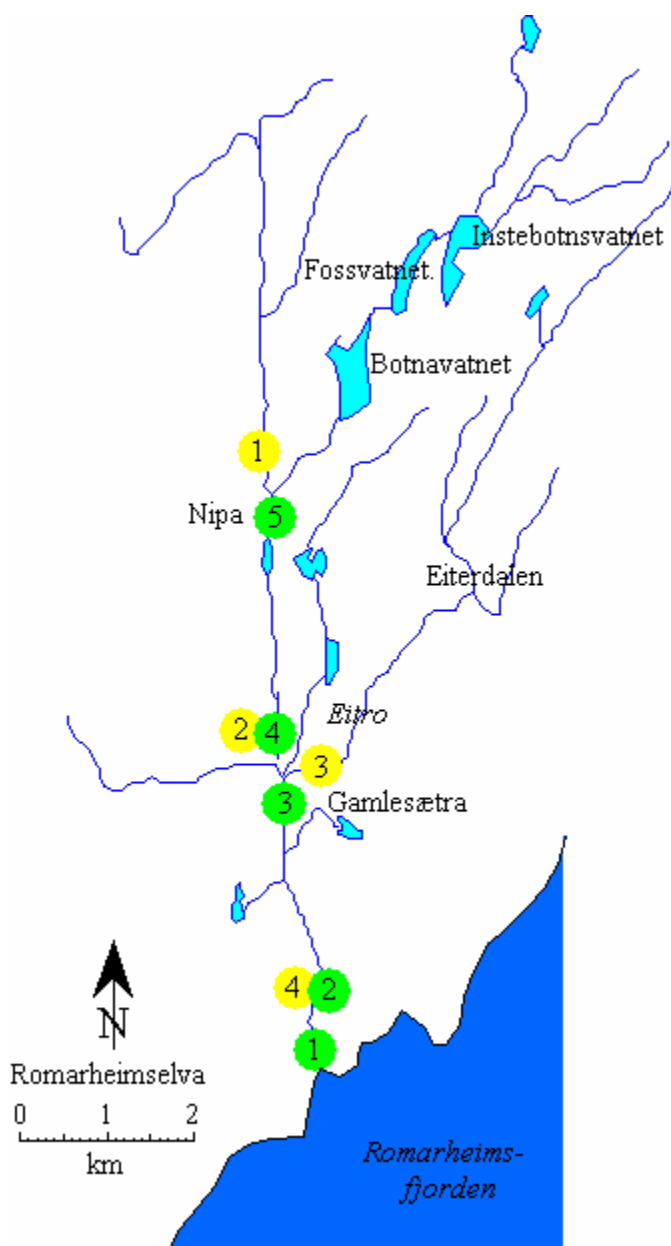 Instebotnsvatnet
Fossvatnet.
Botnavatnet
1
Nipa
5
Eiterdalen
Eitro
2
4
3
3
Gamlesætra
4
2
N
1
Romarheimselva
0 1 2
km
Romarheims-
fjorden